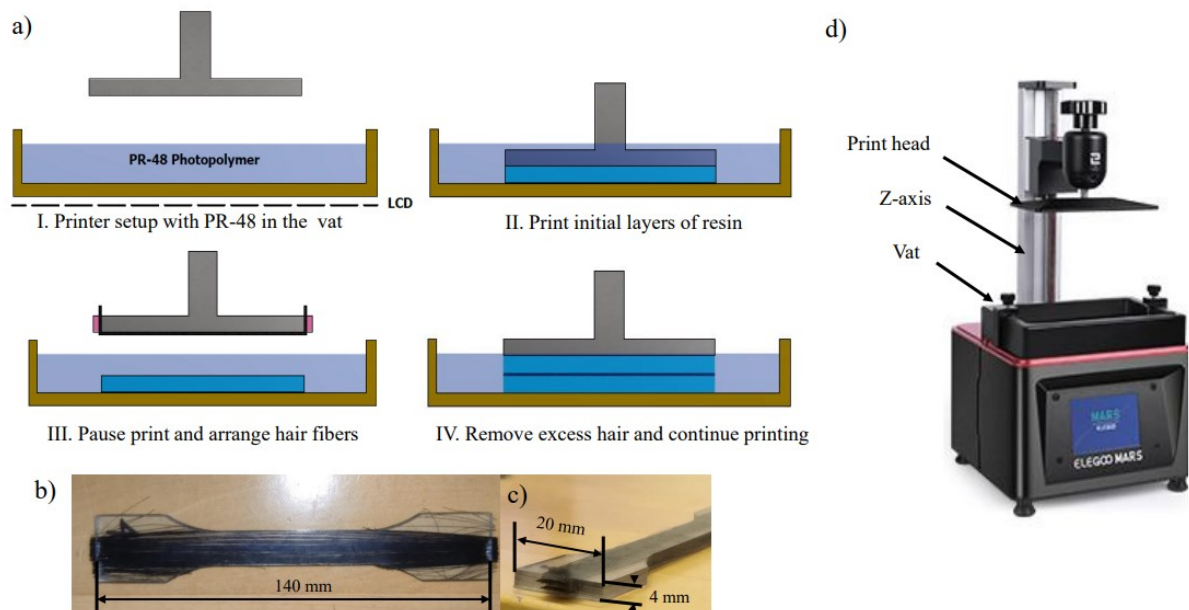 a)
PR-48 Photopolymer
LCD
I. Printer setup with PR-48 in the vat
II. Print initial layers of resin
III. Pause print and arrange hair fibers
IV. Remove excess hair and continue printing
b)
140 mm
c)
20 mm
4 mm
d)
Print head
Z-axis
Vat
MARS
ELEGOO
ELEGOO MARS